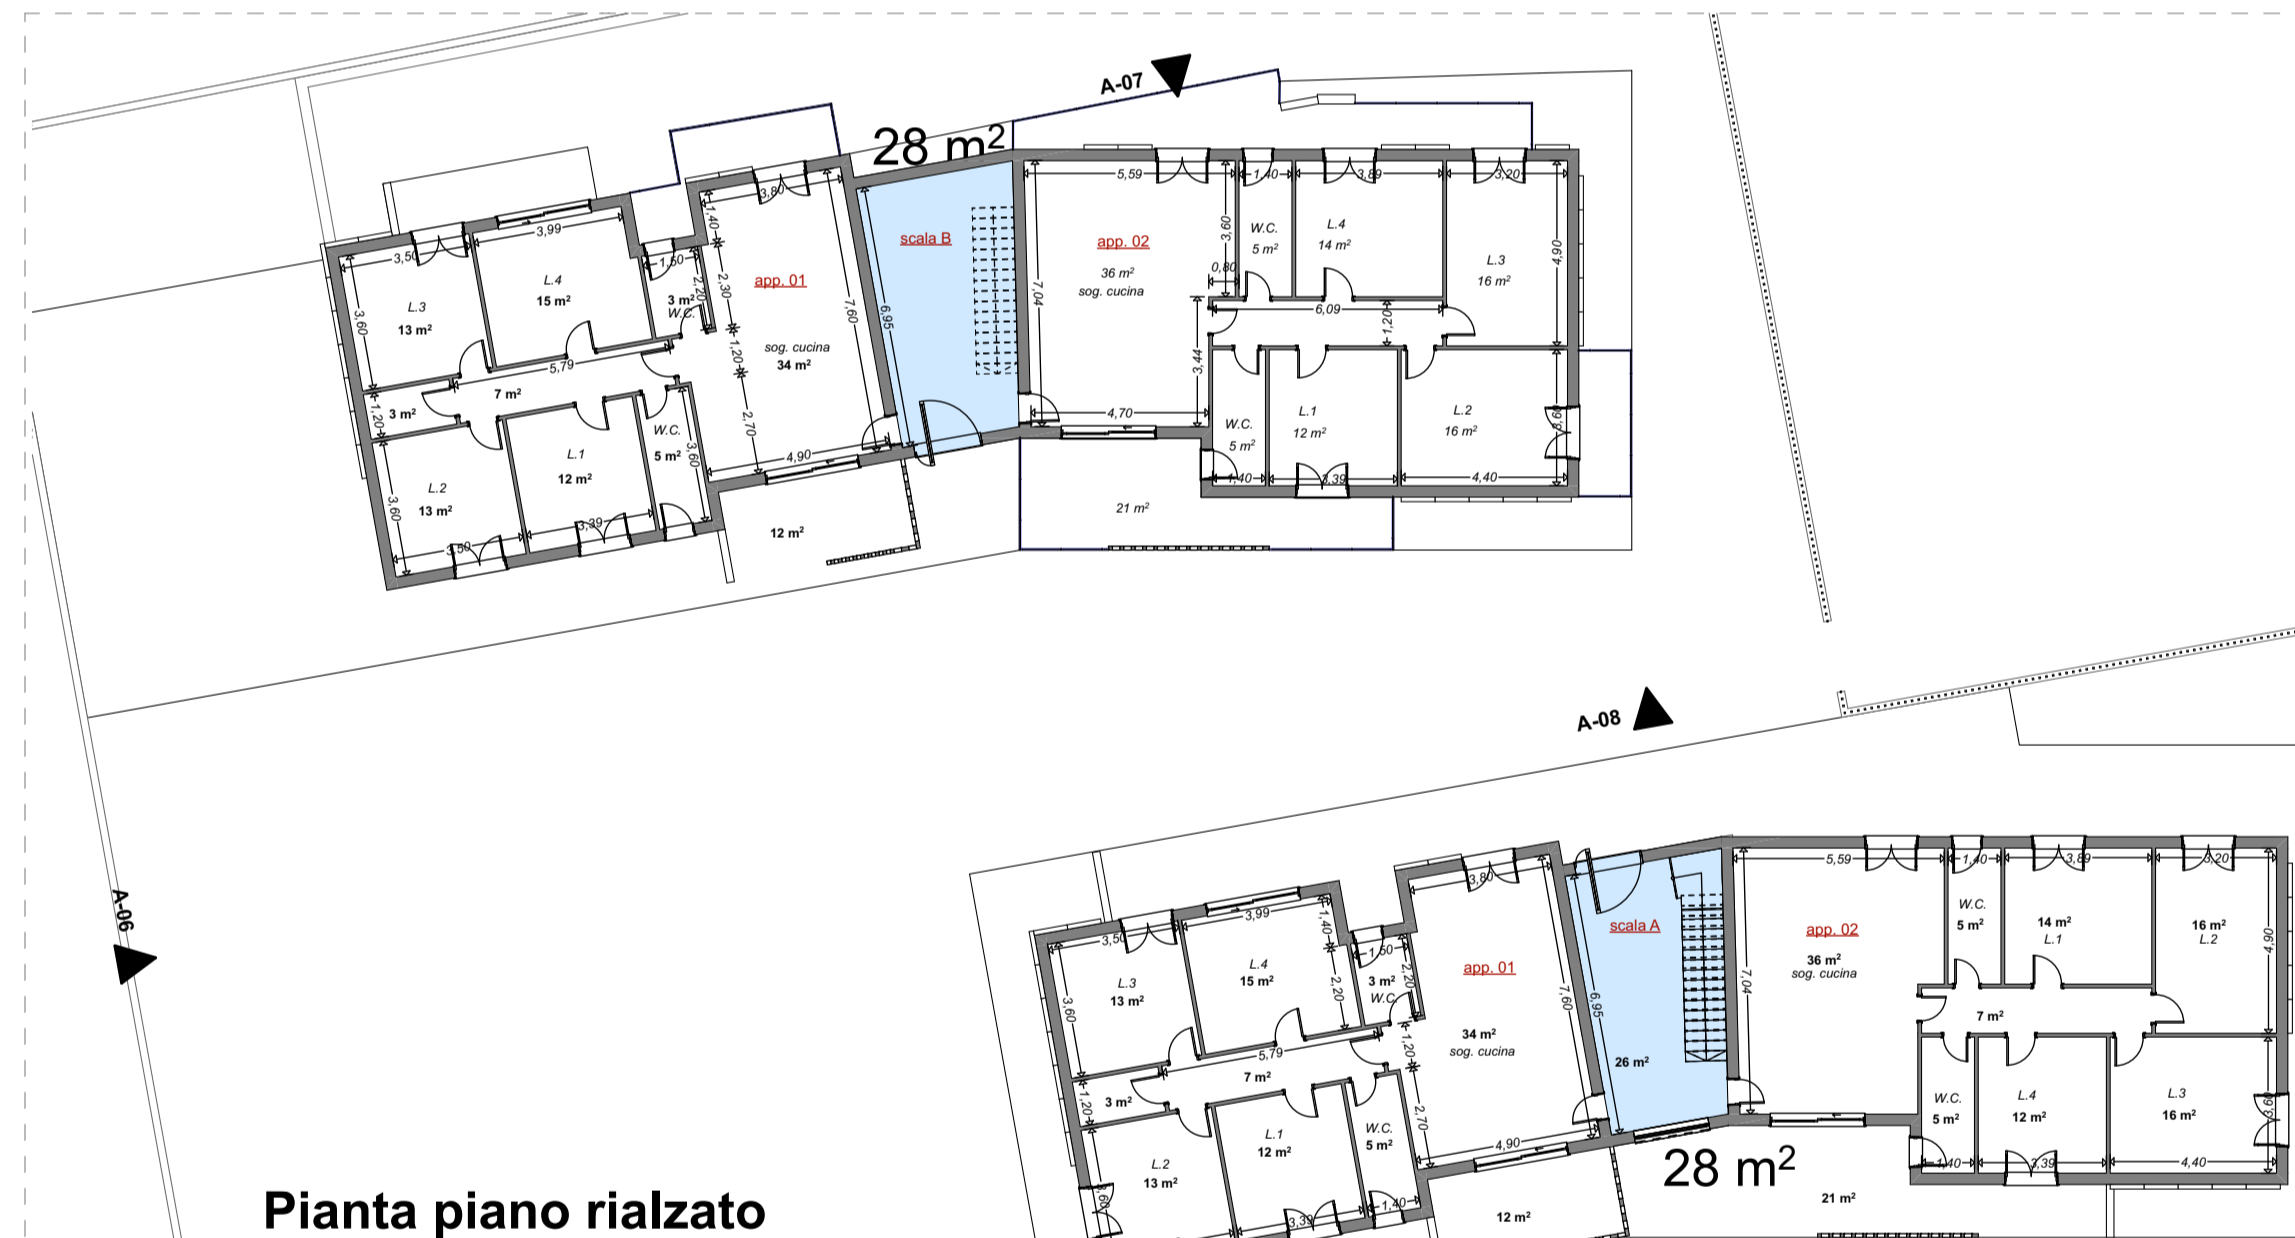 A-07
28 m²
3,80
1,40
5,59
1,40
3,89
3,20
3,99
3,50
1,50
2,20
2,30
scala B
app. 02
36 m²
sog. cucina
3,60
0,80
W.C.
5 m²
L.4
14 m²
L.3
16 m²
4,90
L.4
15 m²
app. 01
L.3
13 m²
3 m²
W.C.
3,60
7,60
6,95
7,04
6,09
1,20
1,20
sog. cucina
34 m²
5,79
7 m²
3,44
3 m²
1,20
2,70
4,70
W.C.
5 m²
L.1
12 m²
L.2
16 m²
3,60
W.C.
5 m²
3,60
L.1
12 m²
4,90
L.2
13 m²
3,60
1,40
3,39
4,40
3,39
3,50
12 m²
21 m²
A-08
A-06
3,80
5,59
1,40
3,89
3,20
3,99
1,40
3,50
1,50
2,20
scala A
app. 02
36 m²
sog. cucina
W.C.
5 m²
14 m²
L.1
16 m²
L.2
4,90
L.4
15 m²
app. 01
L.3
13 m²
2,20
3 m²
W.C.
3,60
7,60
6,95
7,04
34 m²
sog. cucina
1,20
7 m²
5,79
7 m²
26 m²
3 m²
1,20
2,70
L.1
12 m²
W.C.
5 m²
4,90
W.C.
5 m²
L.4
12 m²
L.3
16 m²
3,60
L.2
13 m²
3,60
28 m²
1,40
3,39
4,40
3,39
1,40
12 m²
21 m²
Pianta piano rialzato